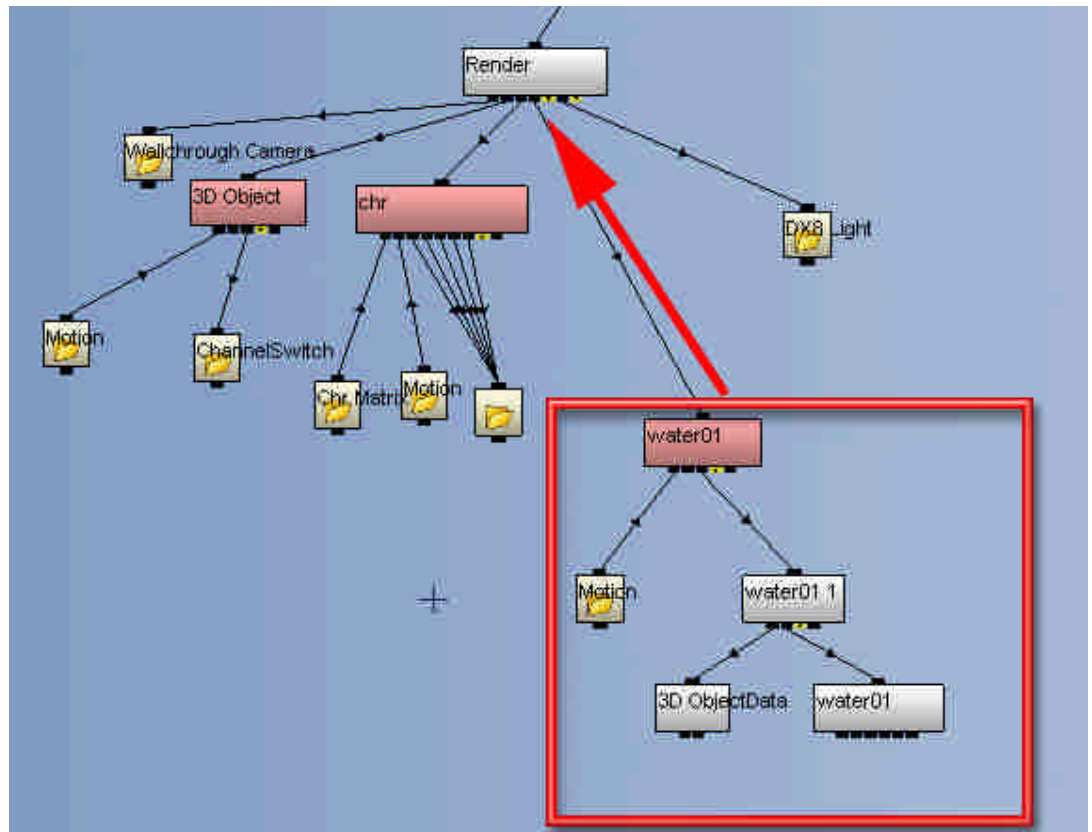 Render
Walkthrough Camera
3D Object
chr
DX8 Light
Motion
ChannelSwitch
Chr Matrix
Motion
water01
Motion
water01 1
3D ObjectData
water01